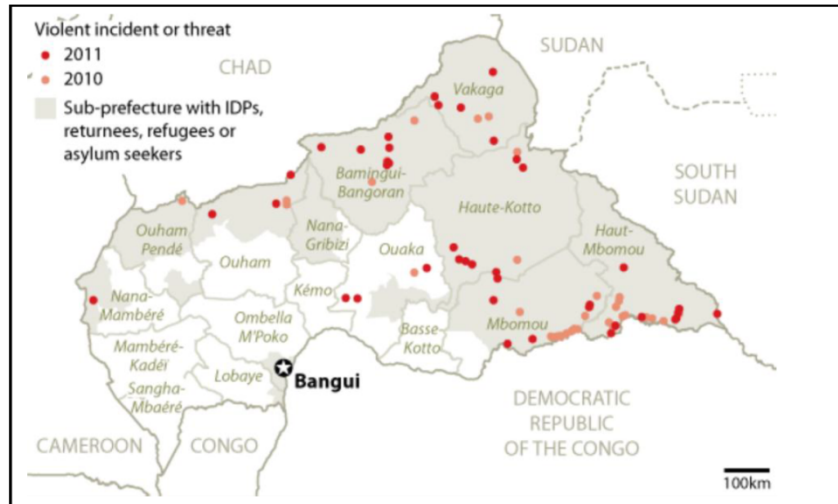 Violent incident or threat
2011
2010
Sub-prefecture with IDPs,
returnees, refugees or
asylum seekers
CHAD
SUDAN
SOUTH
SUDAN
Vakaga
Bamingui-
Bangoran
Haute-Kotto
Haut-
Mbomou
Ouham
Pendé
Ouham
Nana-
Gribizi
Ouaka
Kémo
Nana-
Mambéré
Ombella
M'Poko
Basse-
Kotto
Mbomou
Mambéré-
Kadéï
Sangha-
Mbaéré
Lobaye
Bangui
CAMEROON
CONGO
DEMOCRATIC
REPUBLIC
OF THE CONGO
100km